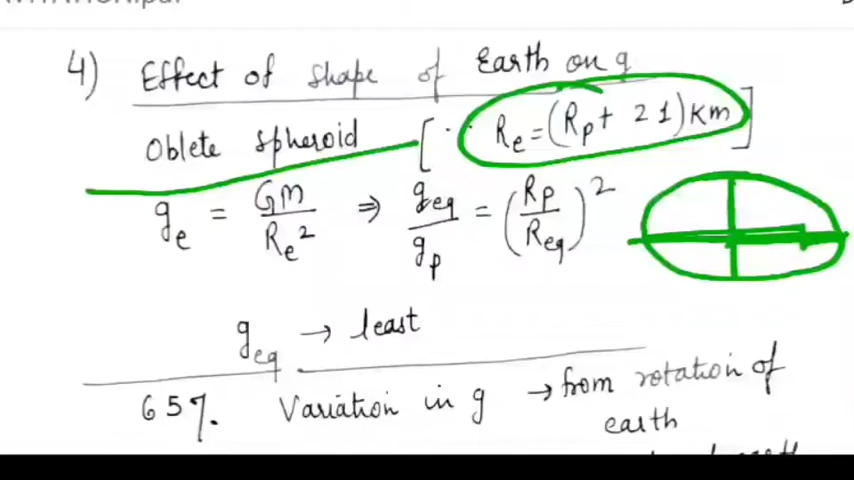 4) Effect of shape of Earth on g
Oblete spheroid [∵ Re = (Rp + 21) Km]
ge = GM/Re² ⇒ geq/gp = (Rp/Req)²
geq → least
65%. Variation in g → from rotation of
earth